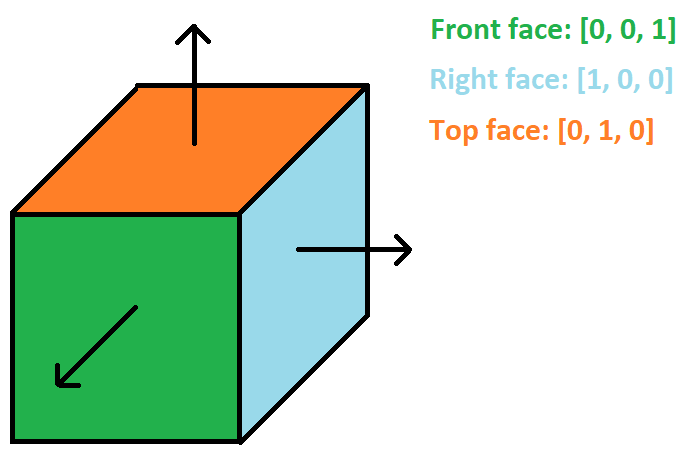 Front face: [0, 0, 1]
Right face: [1, 0, 0]
Top face: [0, 1, 0]